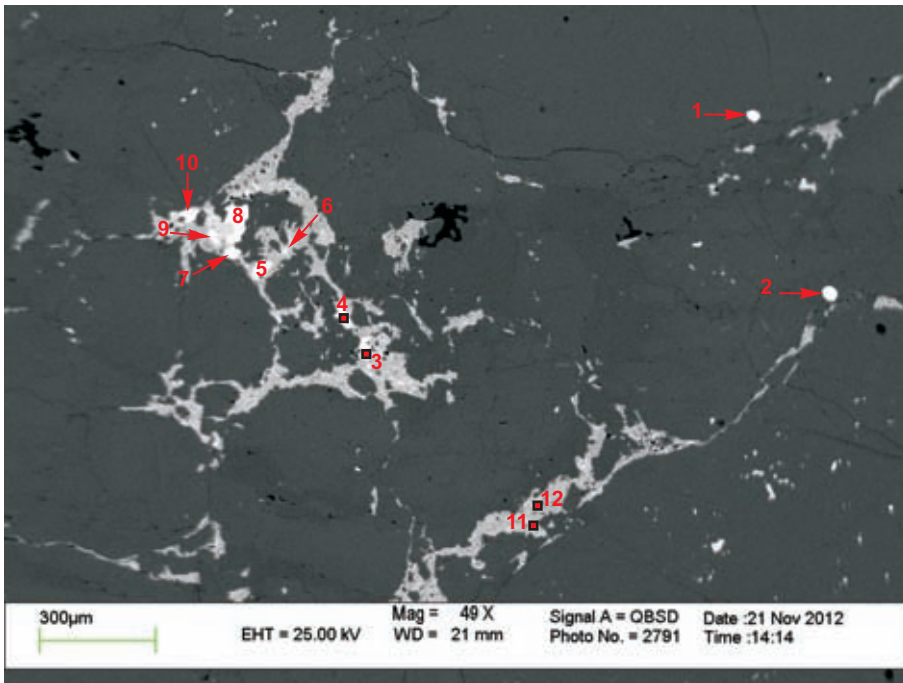 1
10
6
8
9
7
5
2
4
3
12
11
300µm
Mag = 49 X
Signal A = QBSD
Date :21 Nov 2012
EHT = 25.00 kV
WD = 21 mm
Photo No. = 2791
Time :14:14